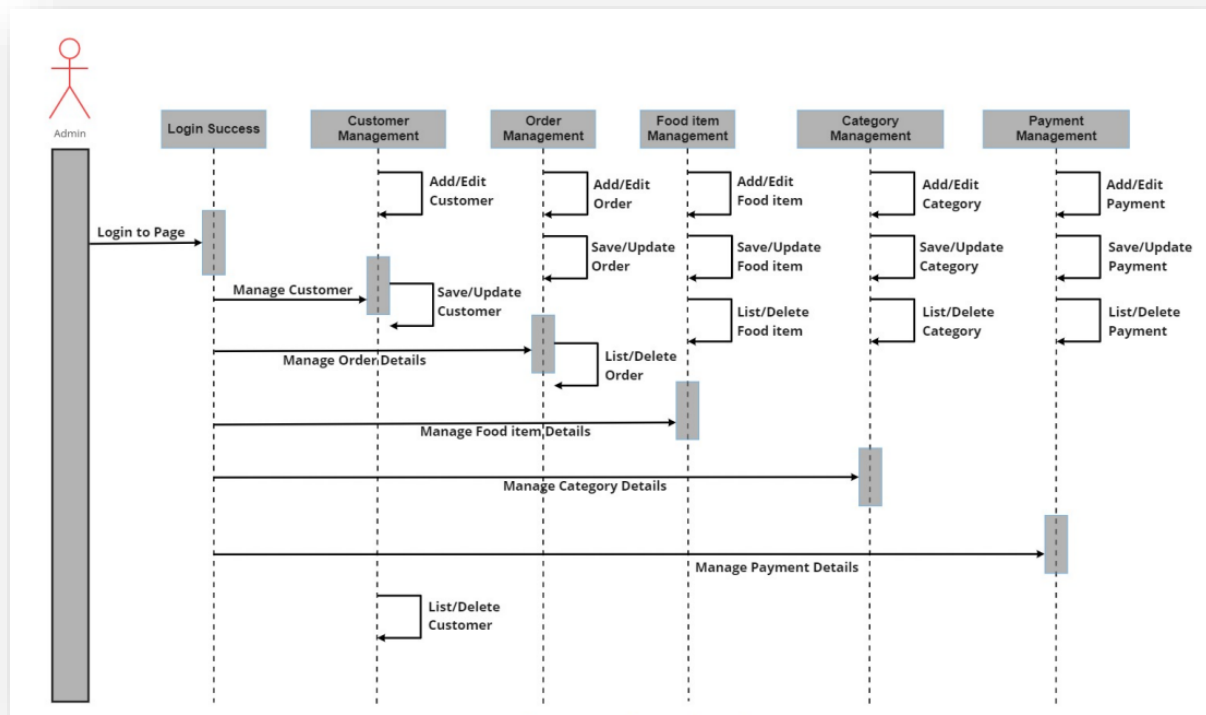 Admin
Login Success
Customer
Management
Order
Management
Food item
Management
Category
Management
Payment
Management
Add/Edit
Customer
Add/Edit
Order
Add/Edit
Food item
Add/Edit
Category
Add/Edit
Payment
Login to Page
Save/Update
Order
Save/Update
Food item
Save/Update
Category
Save/Update
Payment
Manage Customer
Save/Update
Customer
List/Delete
Food item
List/Delete
Category
List/Delete
Payment
Manage Order Details
List/Delete
Order
Manage Food item Details
Manage Category Details
Manage Payment Details
List/Delete
Customer